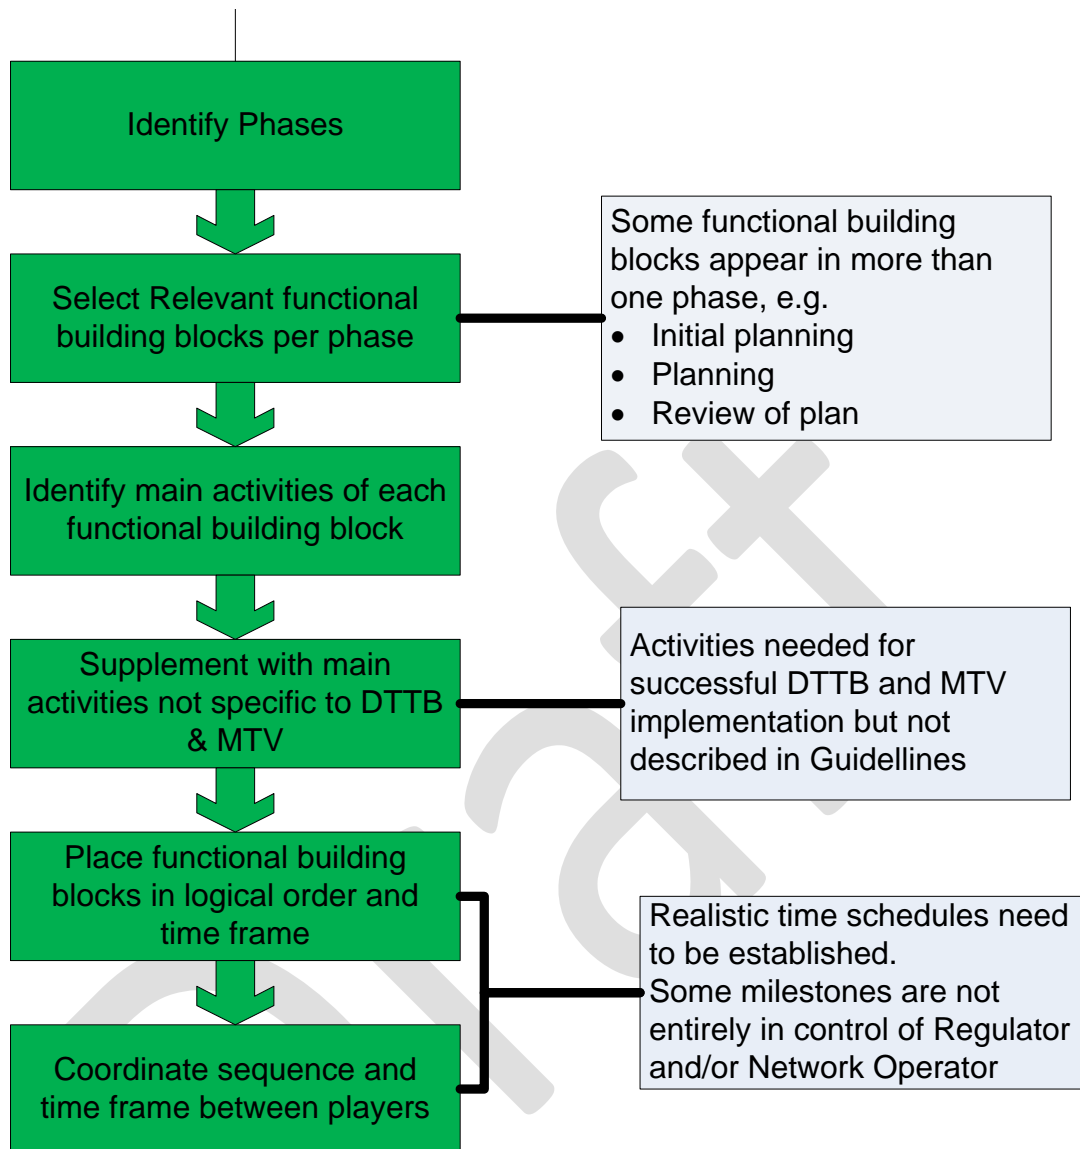 Identify Phases
Select Relevant functional
building blocks per phase
Some functional building
blocks appear in more than
one phase, e.g.
• Initial planning
• Planning
• Review of plan
Identify main activities of each
functional building block
Supplement with main
activities not specific to DTTB
& MTV
Activities needed for
successful DTTB and MTV
implementation but not
described in Guidellines
Place functional building
blocks in logical order and
time frame
Realistic time schedules need
to be established.
Some milestones are not
entirely in control of Regulator
and/or Network Operator
Coordinate sequence and
time frame between players
Draft